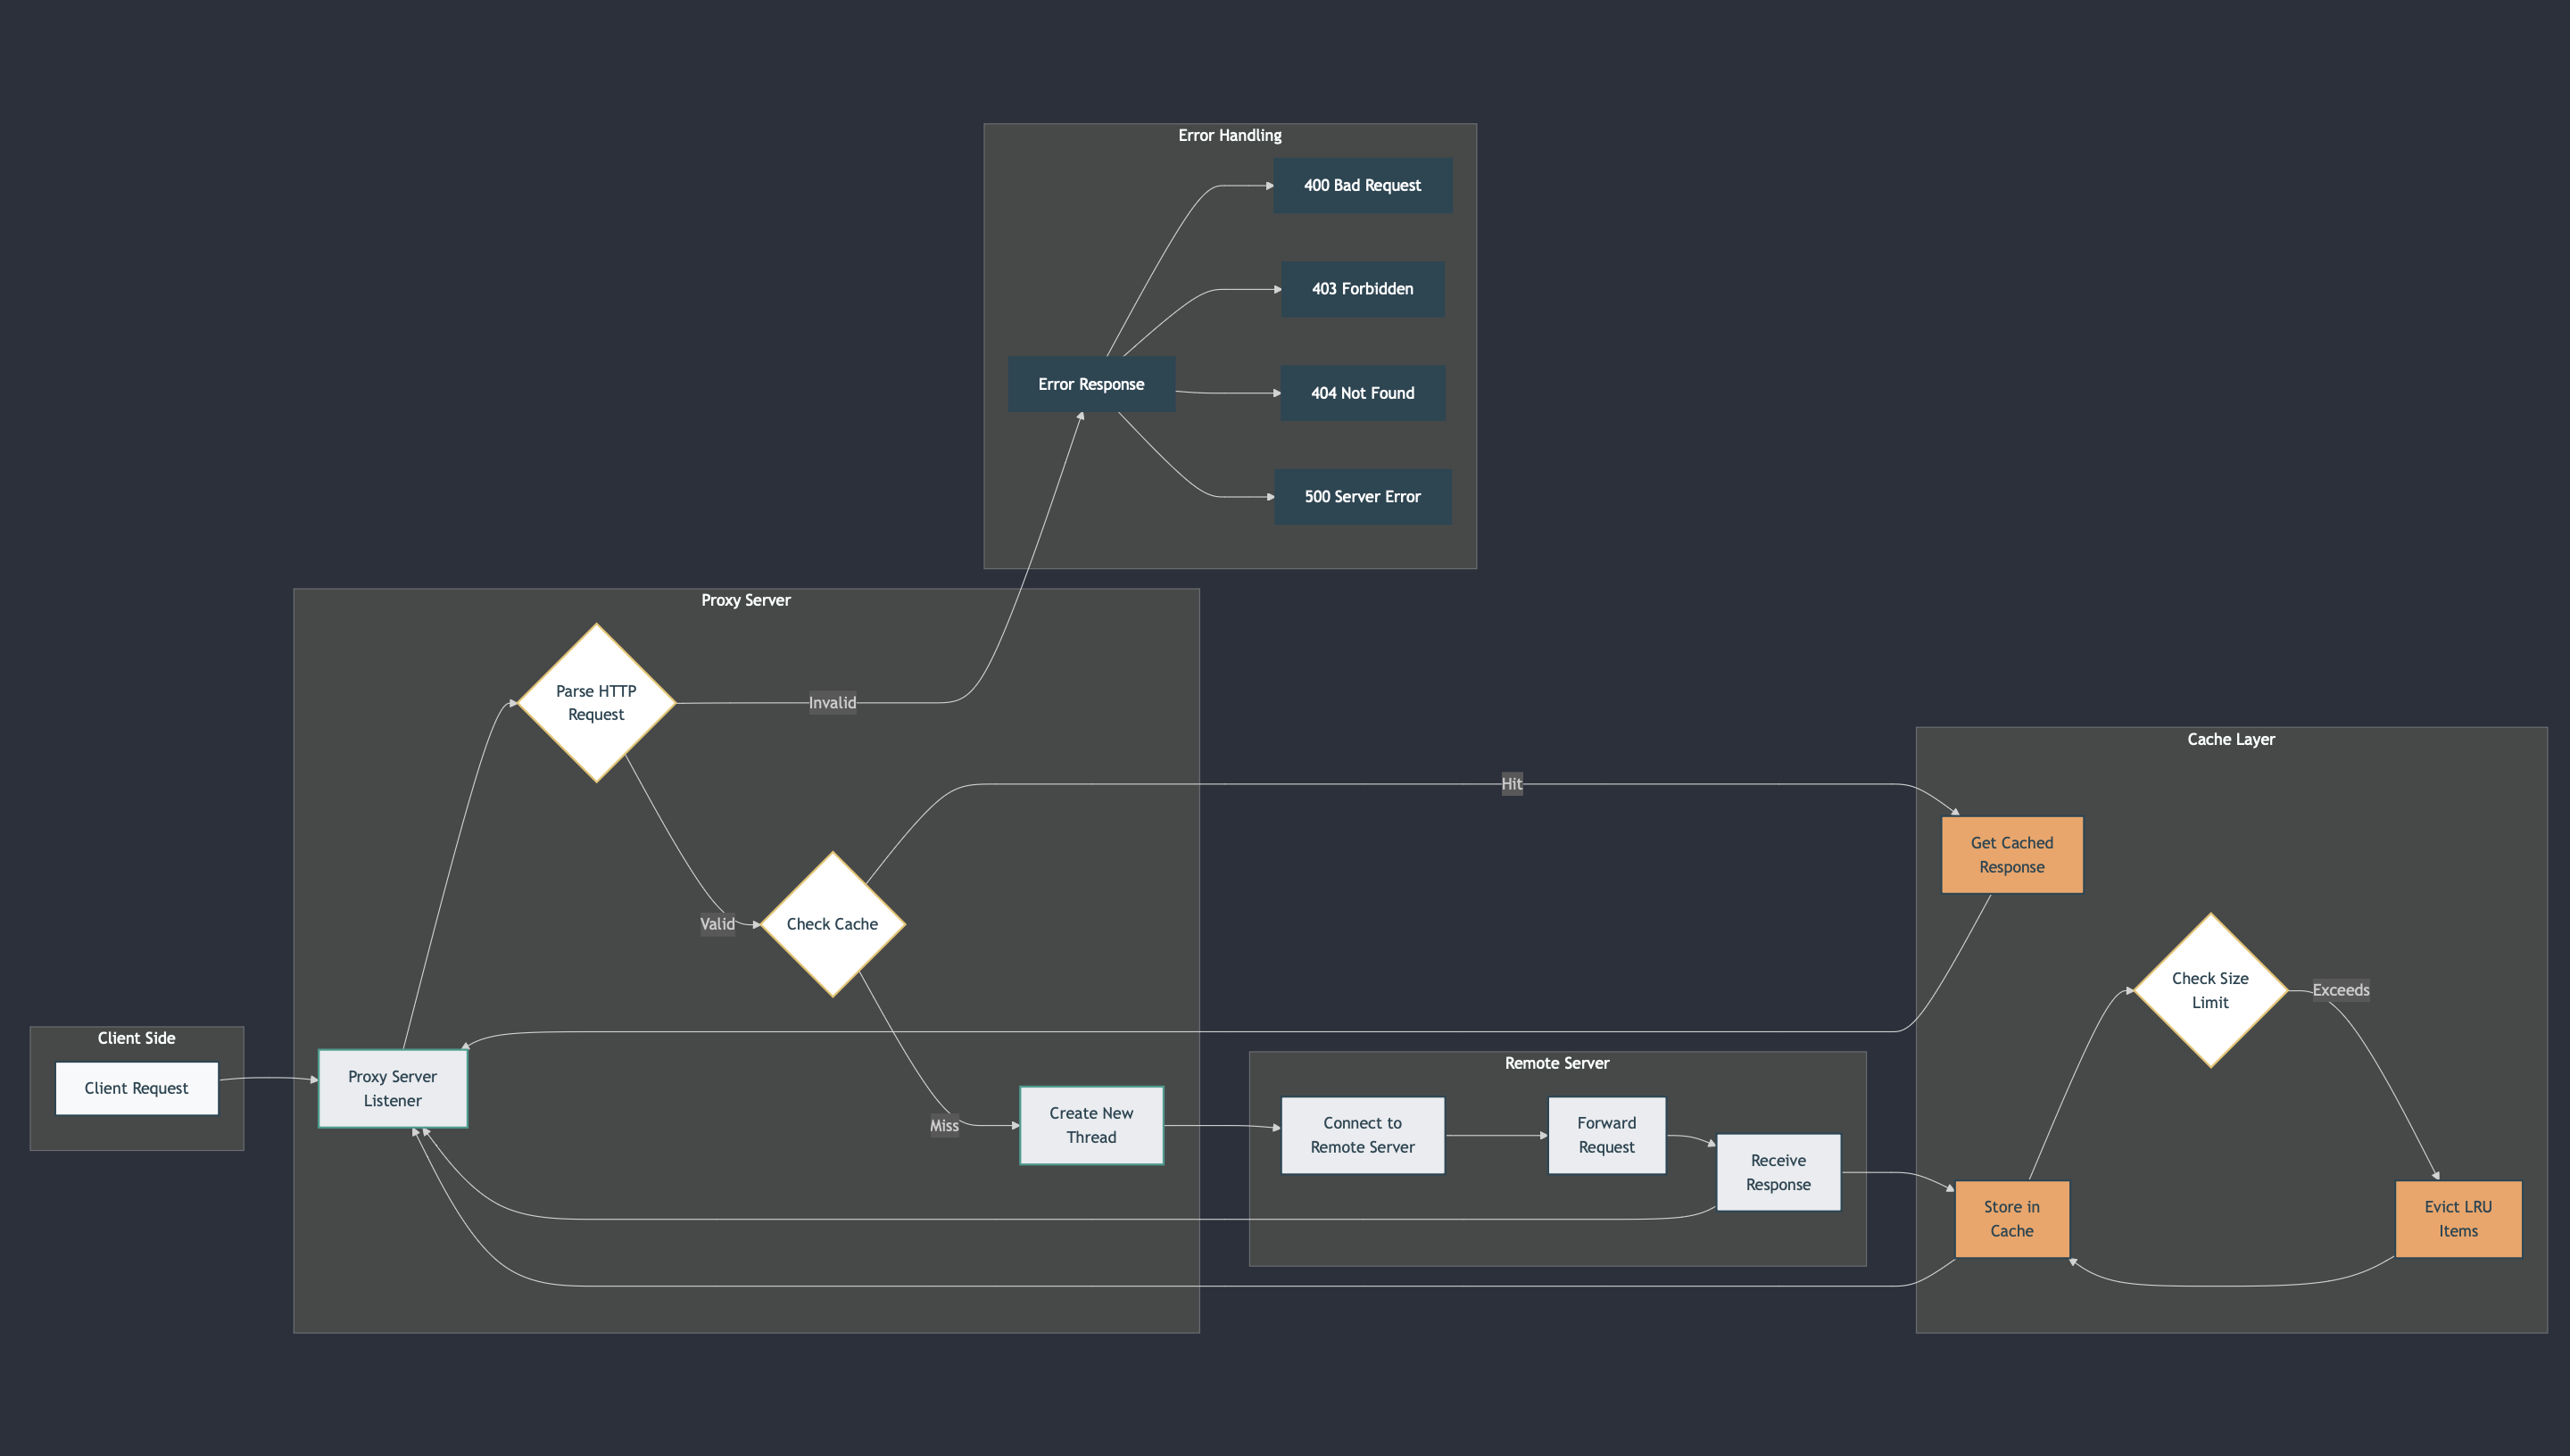 Error Handling
400 Bad Request
403 Forbidden
Error Response
404 Not Found
500 Server Error
Proxy Server
Parse HTTP
Request
Invalid
Valid
Check Cache
Hit
Miss
Client Side
Client Request
Proxy Server
Listener
Create New
Thread
Remote Server
Connect to
Remote Server
Forward
Request
Receive
Response
Cache Layer
Get Cached
Response
Check Size
Limit
Exceeds
Store in
Cache
Evict LRU
Items